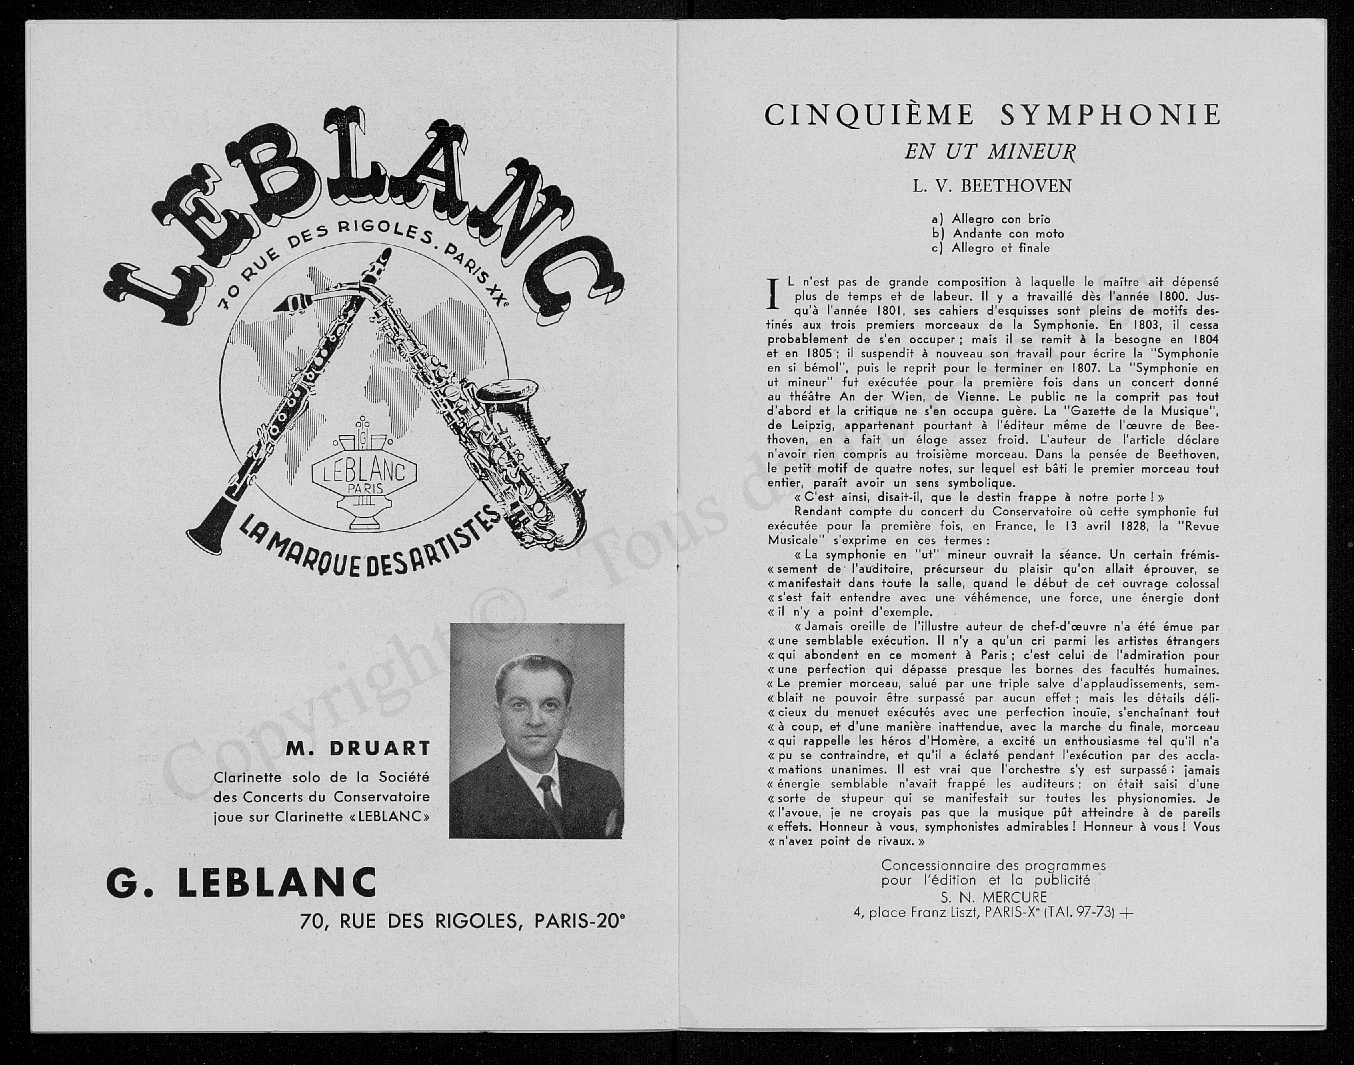 LEBLANC
70 RUE DES RIGOLES. PARIS XXe
LEBLANC
PARIS
LA MARQUE DES ARTISTES
M. DRUART
Clarinette solo de la Société
des Concerts du Conservatoire
joue sur Clarinette «LEBLANC»
G. LEBLANC
70, RUE DES RIGOLES, PARIS-20e
CINQUIÈME SYMPHONIE
EN UT MINEUR
L. V. BEETHOVEN
a) Allegro con brio
b) Andante con moto
c) Allegro et finale
IL n'est pas de grande composition à laquelle le maître ait dépensé
plus de temps et de labeur. Il y a travaillé dès l'année 1800. Jus-
qu'à l'année 1801, ses cahiers d'esquisses sont pleins de motifs des-
tinés aux trois premiers morceaux de la Symphonie. En 1803, il cessa
probablement de s'en occuper ; mais il se remit à la besogne en 1804
et en 1805 ; il suspendit à nouveau son travail pour écrire la "Symphonie
en si bémol", puis le reprit pour le terminer en 1807. La "Symphonie en
ut mineur" fut exécutée pour la première fois dans un concert donné
au théâtre An der Wien, de Vienne. Le public ne la comprit pas tout
d'abord et la critique ne s'en occupa guère. La "Gazette de la Musique",
de Leipzig, appartenant pourtant à l'éditeur même de l'œuvre de Bee-
thoven, en a fait un éloge assez froid. L'auteur de l'article déclare
n'avoir rien compris au troisième morceau. Dans la pensée de Beethoven,
le petit motif de quatre notes, sur lequel est bâti le premier morceau tout
entier, paraît avoir un sens symbolique.
« C'est ainsi, disait-il, que le destin frappe à notre porte ! »
Rendant compte du concert du Conservatoire où cette symphonie fut
exécutée pour la première fois, en France, le 13 avril 1828, la "Revue
Musicale" s'exprime en ces termes :
« La symphonie en "ut" mineur ouvrait la séance. Un certain frémis-
« sement de l'auditoire, précurseur du plaisir qu'on allait éprouver, se
« manifestait dans toute la salle, quand le début de cet ouvrage colossal
« s'est fait entendre avec une véhémence, une force, une énergie dont
« il n'y a point d'exemple.
« Jamais oreille de l'illustre auteur de chef-d'œuvre n'a été émue par
« une semblable exécution. Il n'y a qu'un cri parmi les artistes étrangers
« qui abondent en ce moment à Paris ; c'est celui de l'admiration pour
« une perfection qui dépasse presque les bornes des facultés humaines.
« Le premier morceau, salué par une triple salve d'applaudissements, sem-
« blait ne pouvoir être surpassé par aucun effet ; mais les détails déli-
« cieux du menuet exécutés avec une perfection inouïe, s'enchaînant tout
« à coup, et d'une manière inattendue, avec la marche du finale, morceau
« qui rappelle les héros d'Homère, a excité un enthousiasme tel qu'il n'a
« pu se contraindre, et qu'il a éclaté pendant l'exécution par des accla-
« mations unanimes. Il est vrai que l'orchestre s'y est surpassé : jamais
« énergie semblable n'avait frappé les auditeurs ; on était saisi d'une
« sorte de stupeur qui se manifestait sur toutes les physionomies. Je
« l'avoue, je ne croyais pas que la musique pût atteindre à de pareils
« effets. Honneur à vous, symphonistes admirables ! Honneur à vous ! Vous
« n'avez point de rivaux. »
Concessionnaire des programmes
pour l'édition et la publicité
S. N. MERCURE
4, place Franz Liszt, PARIS-Xe (TAI. 97-73) +
Copyright © - Tous d